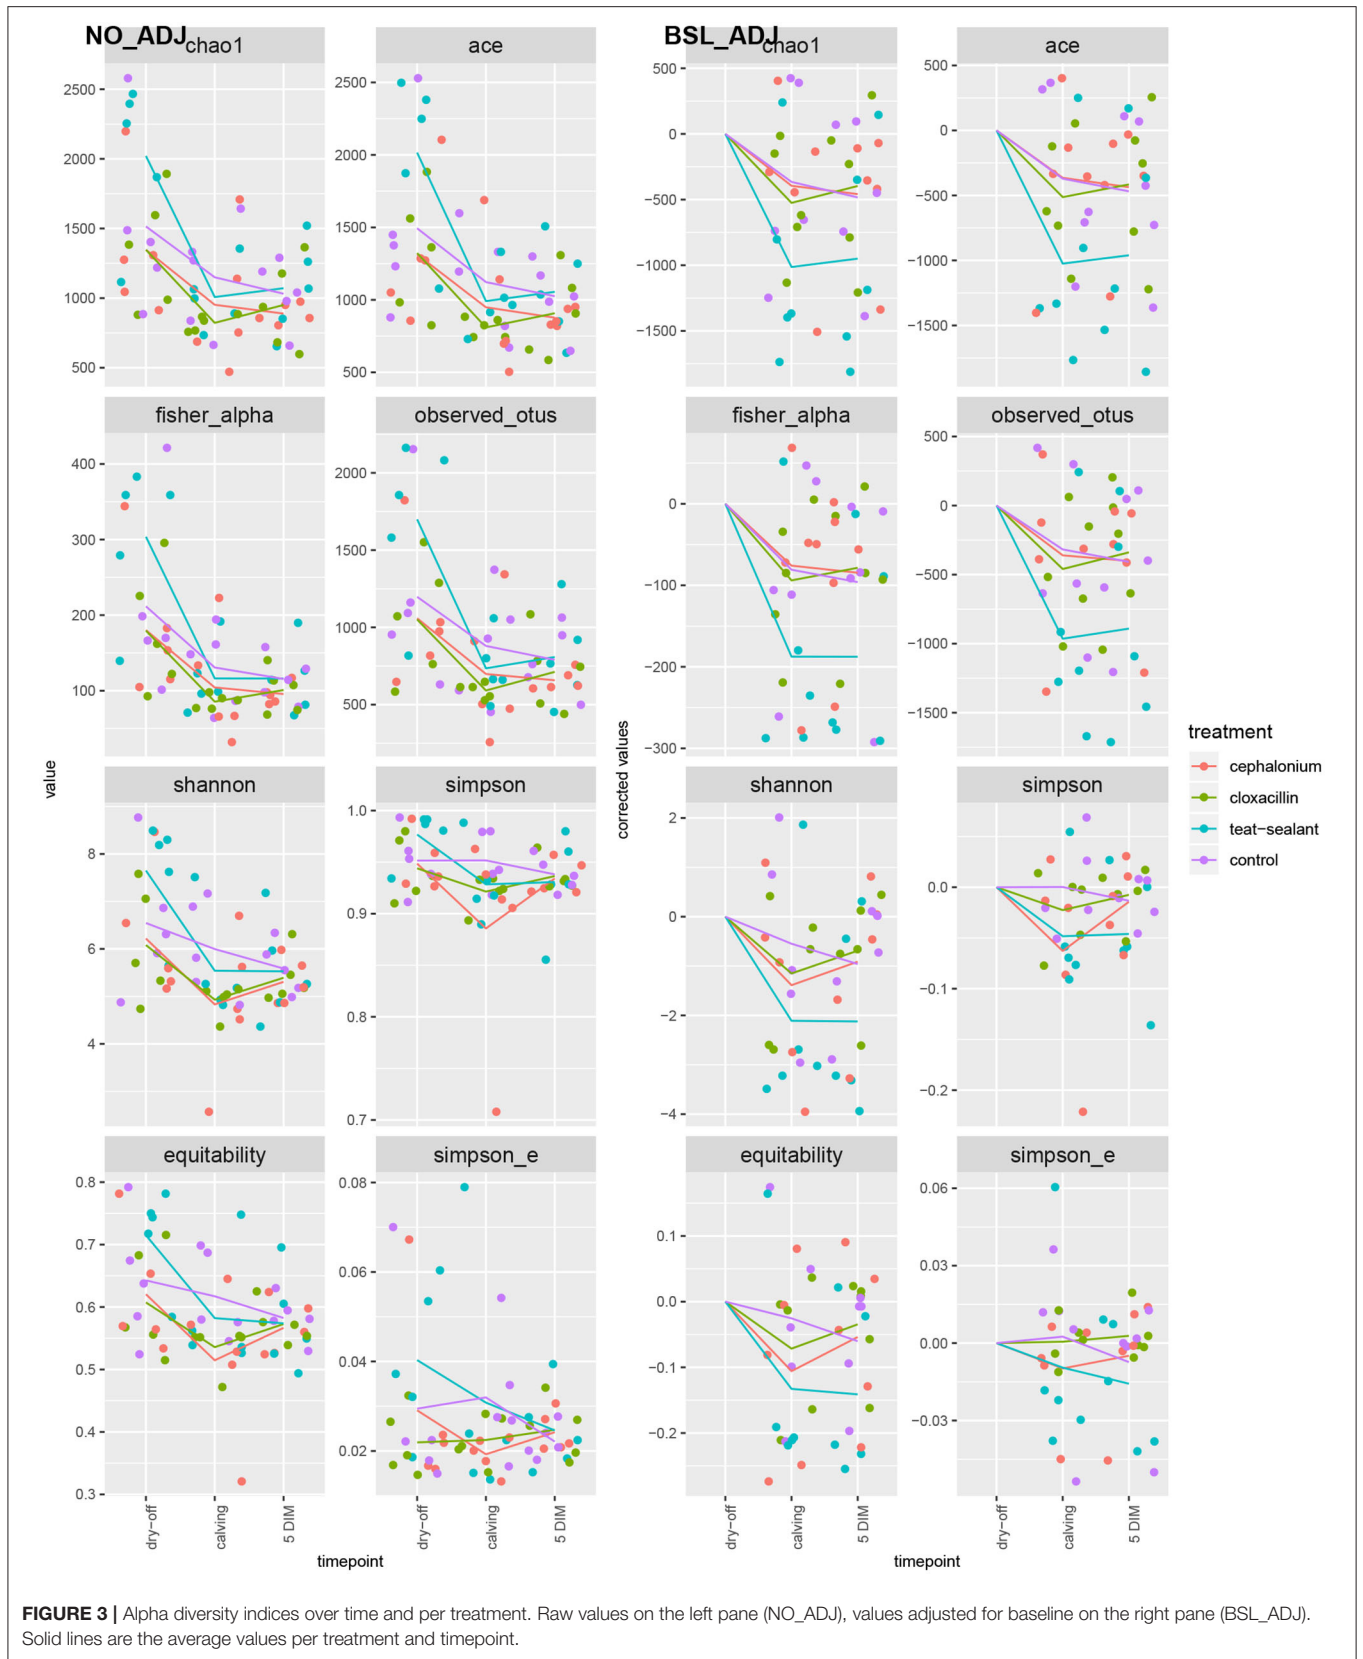 NO_ADJ
BSL_ADJ
chao1
ace
chao1
ace
2500
2000
1500
1000
500
2500
2000
1500
1000
500
500
0
−500
−1000
−1500
500
0
−500
−1000
−1500
fisher_alpha
observed_otus
fisher_alpha
observed_otus
400
300
200
100
2000
1500
1000
500
0
−100
−200
−300
500
0
−500
−1000
−1500
value
corrected values
shannon
simpson
shannon
simpson
8
6
4
1.0
0.9
0.8
0.7
2
0
−2
−4
0.0
−0.1
−0.2
equitability
simpson_e
equitability
simpson_e
0.8
0.7
0.6
0.5
0.4
0.3
0.08
0.06
0.04
0.02
0.1
0.0
−0.1
−0.2
0.06
0.03
0.00
−0.03
dry−off
calving
5 DIM
dry−off
calving
5 DIM
dry−off
calving
5 DIM
dry−off
calving
5 DIM
timepoint
timepoint
treatment
cephalonium
cloxacillin
teat−sealant
control
FIGURE 3 | Alpha diversity indices over time and per treatment. Raw values on the left pane (NO_ADJ), values adjusted for baseline on the right pane (BSL_ADJ).
Solid lines are the average values per treatment and timepoint.